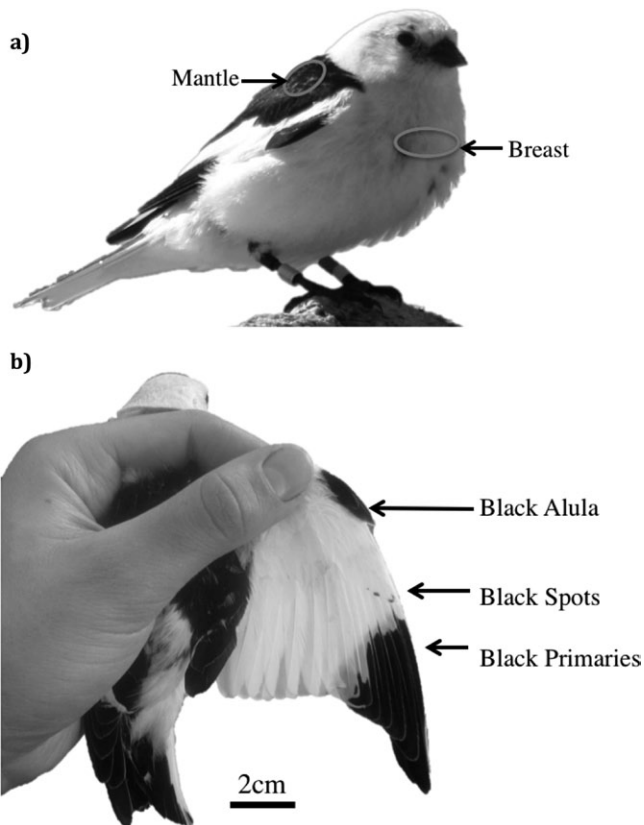 a)
Mantle
Breast
b)
Black Alula
Black Spots
Black Primaries
2cm